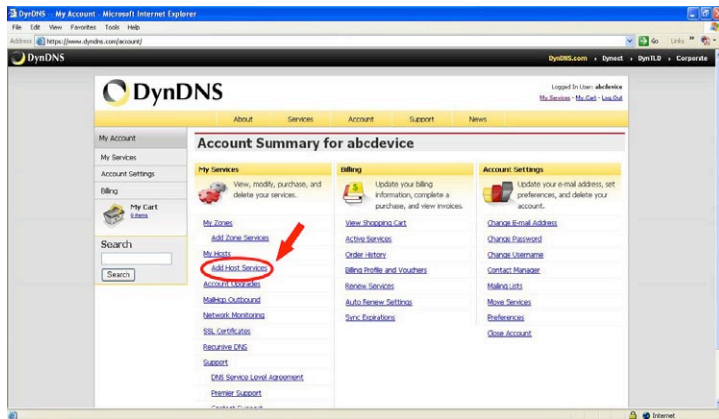 DynDNS -- My Account - Microsoft Internet Explorer
File Edit View Favorites Tools Help
Address https://www.dyndns.com/account/ Go Links
DynDNS DynDNS.com Dynect DynTLD Corporate
DynDNS
Logged In User: abcdevice
My Services - My Cart - Log Out
About Services Account Support News
My Account
My Services
Account Settings
Billing
My Cart
0 items
Search
Search
Account Summary for abcdevice
My Services
View, modify, purchase, and
delete your services.
My Zones
Add Zone Services
My Hosts
Add Host Services
Account Upgrades
MailHop Outbound
Network Monitoring
SSL Certificates
Recursive DNS
Support
DNS Service Level Agreement
Premier Support
Contact Support
Billing
Update your billing
information, complete a
purchase, and view invoices.
View Shopping Cart
Active Services
Order History
Billing Profile and Vouchers
Renew Services
Auto Renew Settings
Sync Expirations
Account Settings
Update your e-mail address, set
preferences, and delete your
account.
Change E-mail Address
Change Password
Change Username
Contact Manager
Mailing Lists
Move Services
Preferences
Close Account
Internet